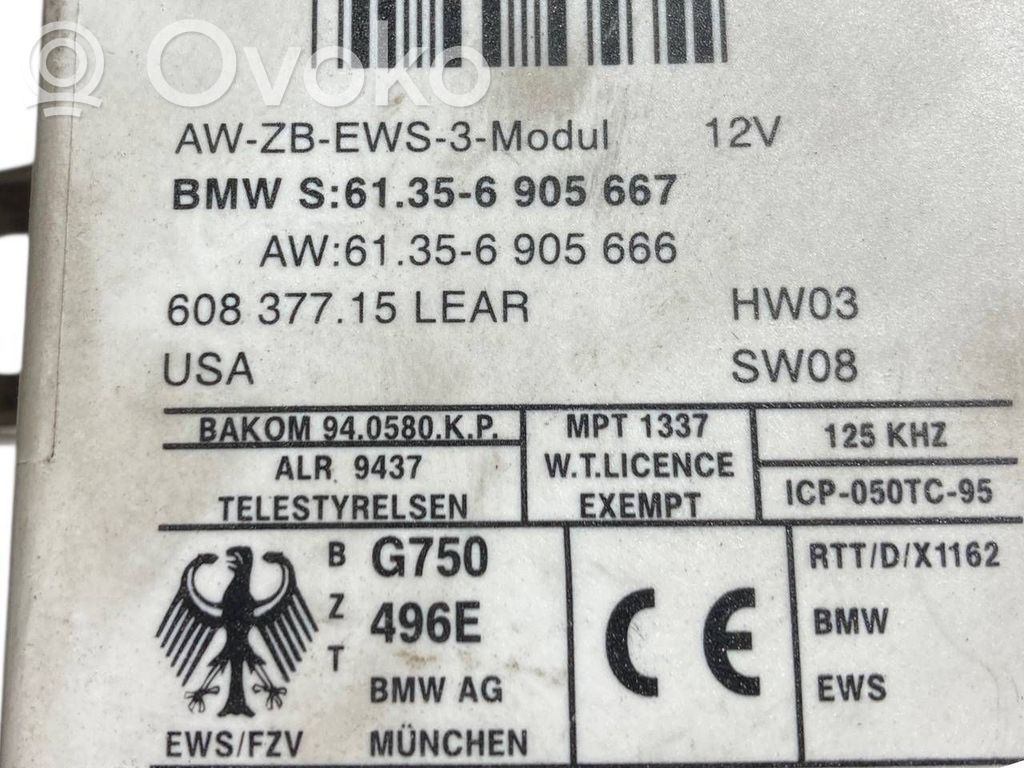 Ovoko
AW-ZB-EWS-3-Modul 12V
BMW S:61.35-6 905 667
AW:61.35-6 905 666
608 377.15 LEAR HW03
USA SW08
BAKOM 94.0580.K.P. MPT 1337 125 KHZ
ALR 9437 W.T.LICENCE ICP-050TC-95
TELESTYRELSEN EXEMPT
B G750 CE RTT/D/X1162
Z 496E BMW
T BMW AG EWS
EWS/FZV MÜNCHEN
Ovoko